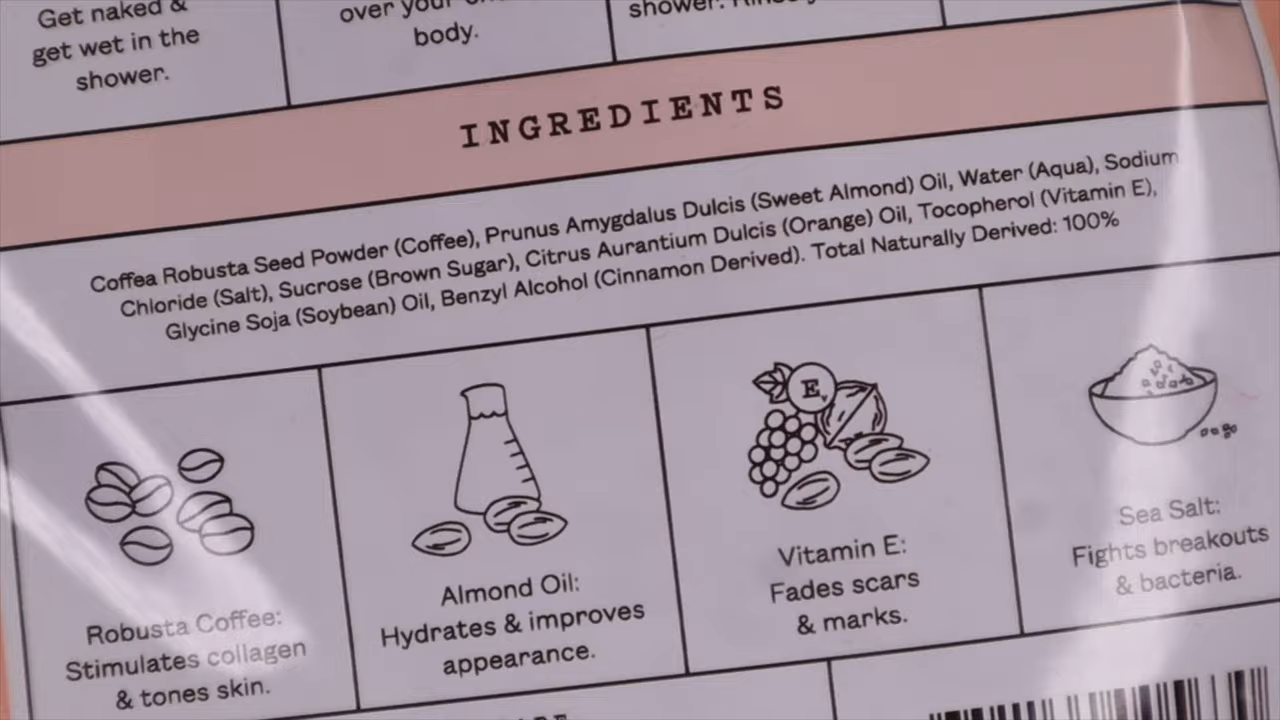 Get naked &
get wet in the
shower.
over your
body.
shower.
INGREDIENTS
Coffea Robusta Seed Powder (Coffee), Prunus Amygdalus Dulcis (Sweet Almond) Oil, Water (Aqua), Sodium
Chloride (Salt), Sucrose (Brown Sugar), Citrus Aurantium Dulcis (Orange) Oil, Tocopherol (Vitamin E),
Glycine Soja (Soybean) Oil, Benzyl Alcohol (Cinnamon Derived). Total Naturally Derived: 100%
E
Robusta Coffee:
Stimulates collagen
& tones skin.
Almond Oil:
Hydrates & improves
appearance.
Vitamin E:
Fades scars
& marks.
Sea Salt:
Fights breakouts
& bacteria.